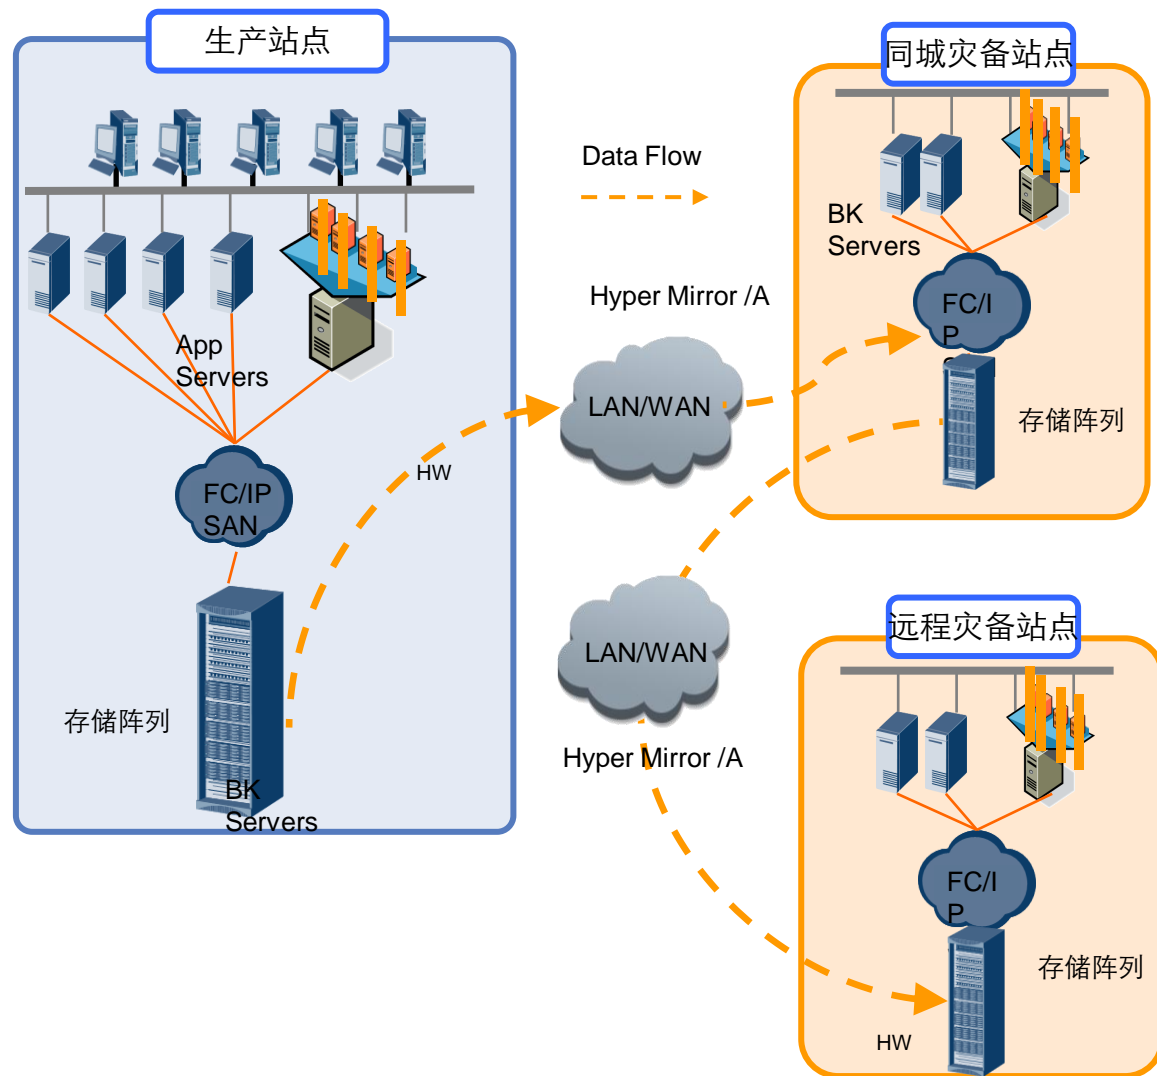 生产站点
App
Servers
FC/IP
SAN
HW
存储阵列
BK
Servers
Data Flow
Hyper Mirror /A
LAN/WAN
LAN/WAN
Hyper Mirror /A
同城灾备站点
BK
Servers
FC/I
P
存储阵列
远程灾备站点
FC/I
P
存储阵列
HW